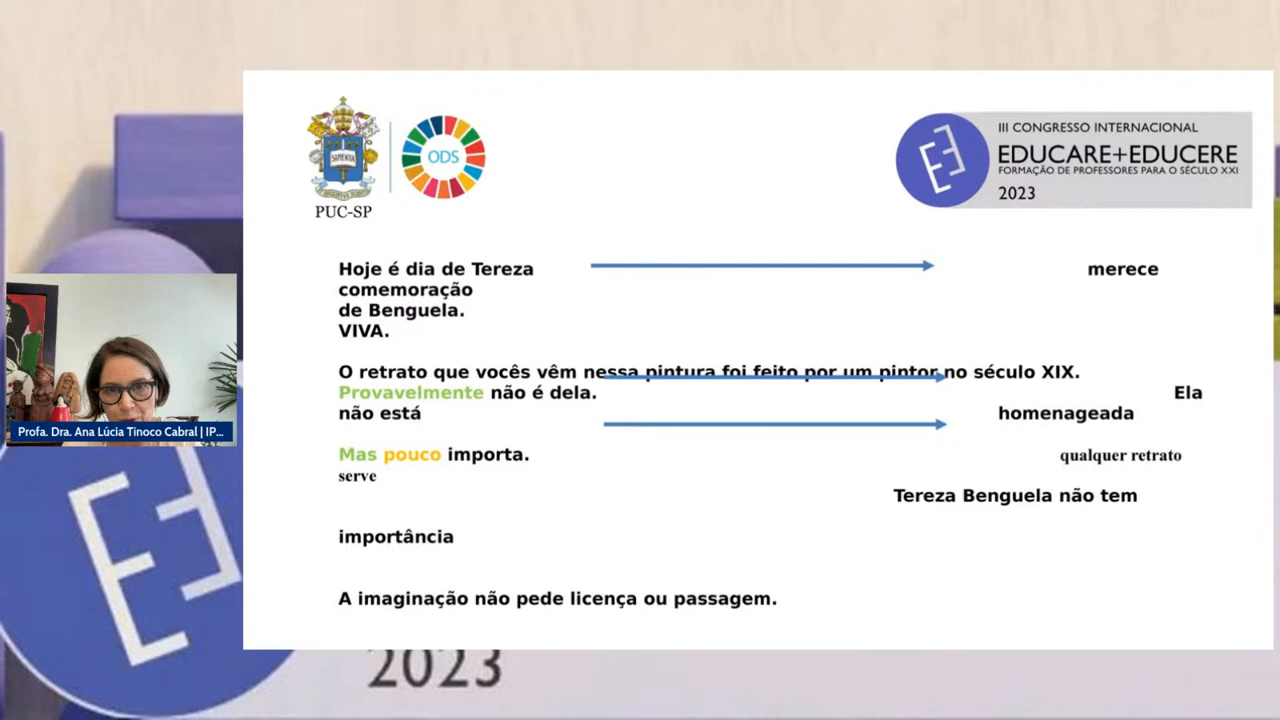 SAPIENTIA
PUC-SP
ODS
III CONGRESSO INTERNACIONAL
EDUCARE+EDUCERE
FORMAÇÃO DE PROFESSORES PARA O SÉCULO XXI
2023
Hoje é dia de Tereza merece
comemoração
de Benguela.
VIVA.
O retrato que vocês vêm nessa pintura foi feito por um pintor no século XIX.
Provavelmente não é dela. Ela
não está homenageada
Mas pouco importa. qualquer retrato
serve
Tereza Benguela não tem
importância
A imaginação não pede licença ou passagem.
Profa. Dra. Ana Lúcia Tinoco Cabral | IP...
2023